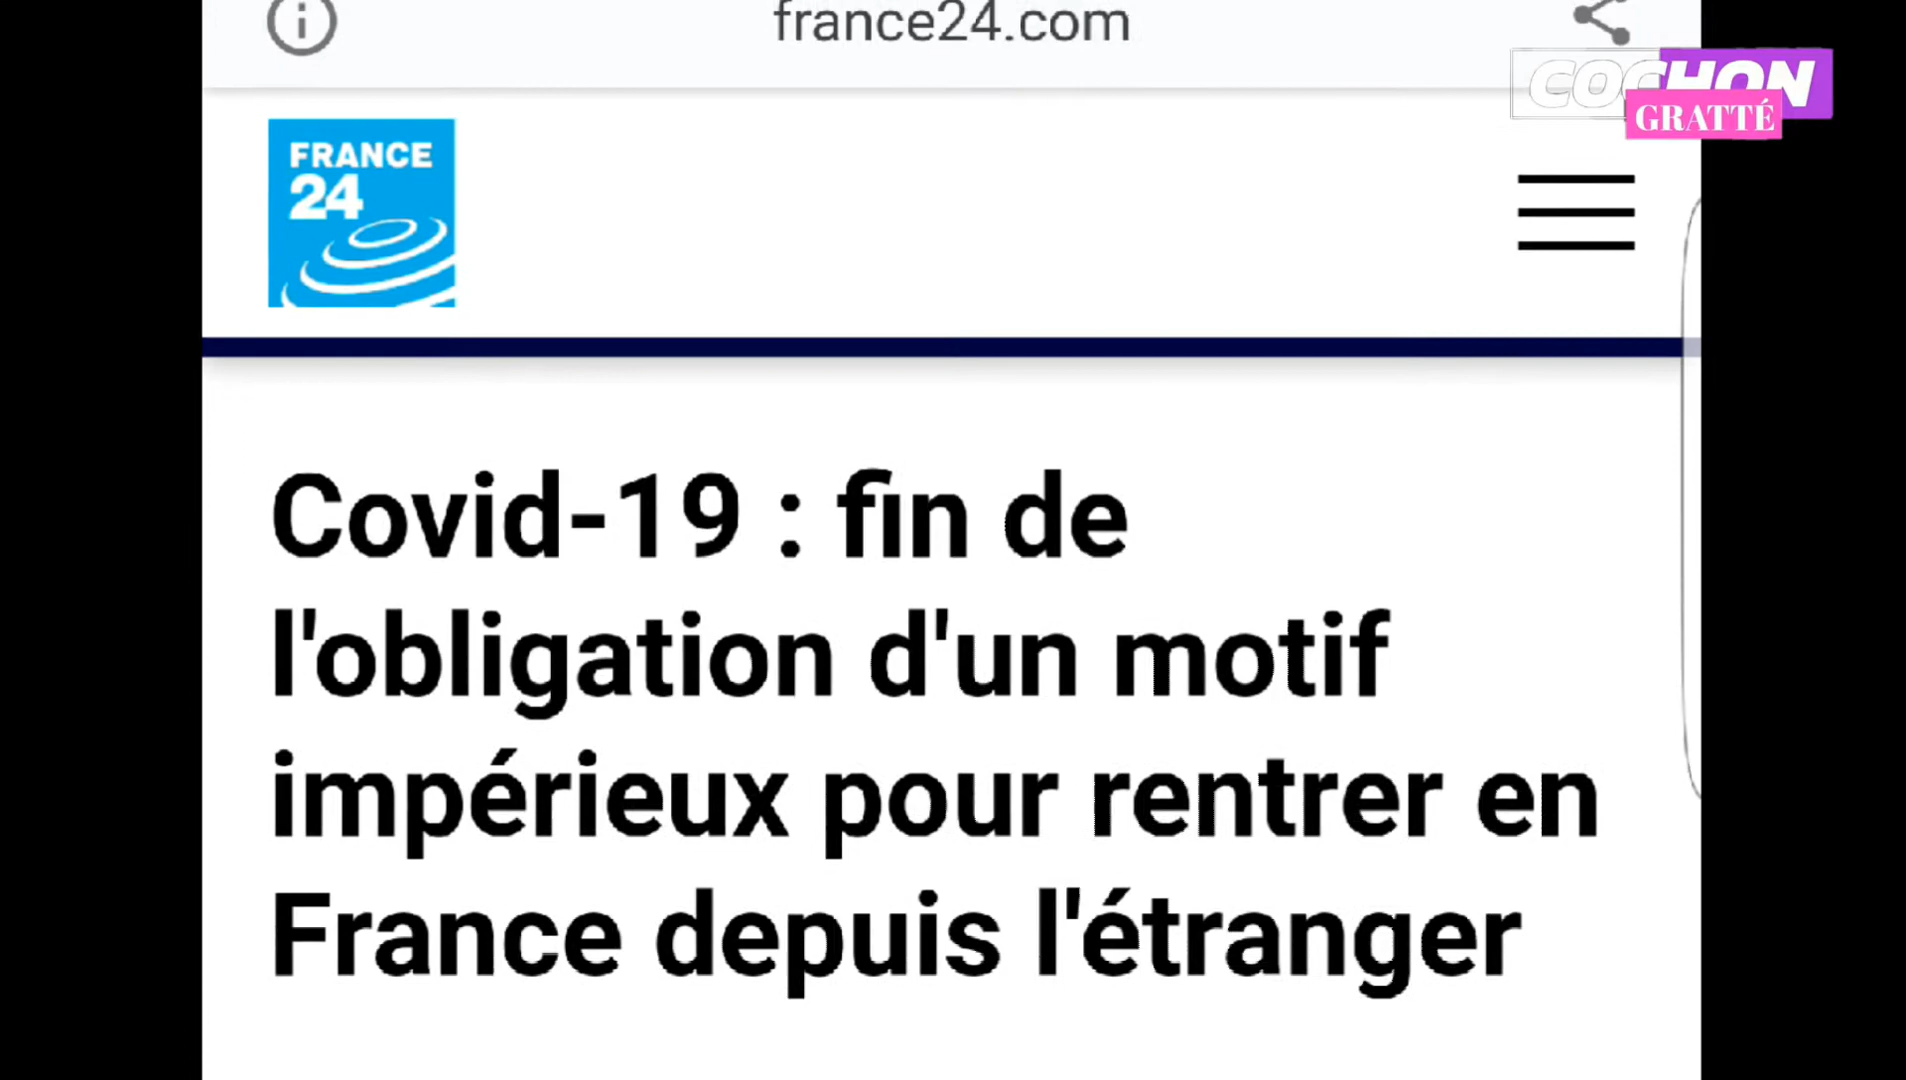 france24.com
COCHON
GRATTÉ
FRANCE
24
Covid-19 : fin de
l'obligation d'un motif
impérieux pour rentrer en
France depuis l'étranger